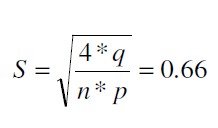 S = √(4 * q / n * p) = 0.66